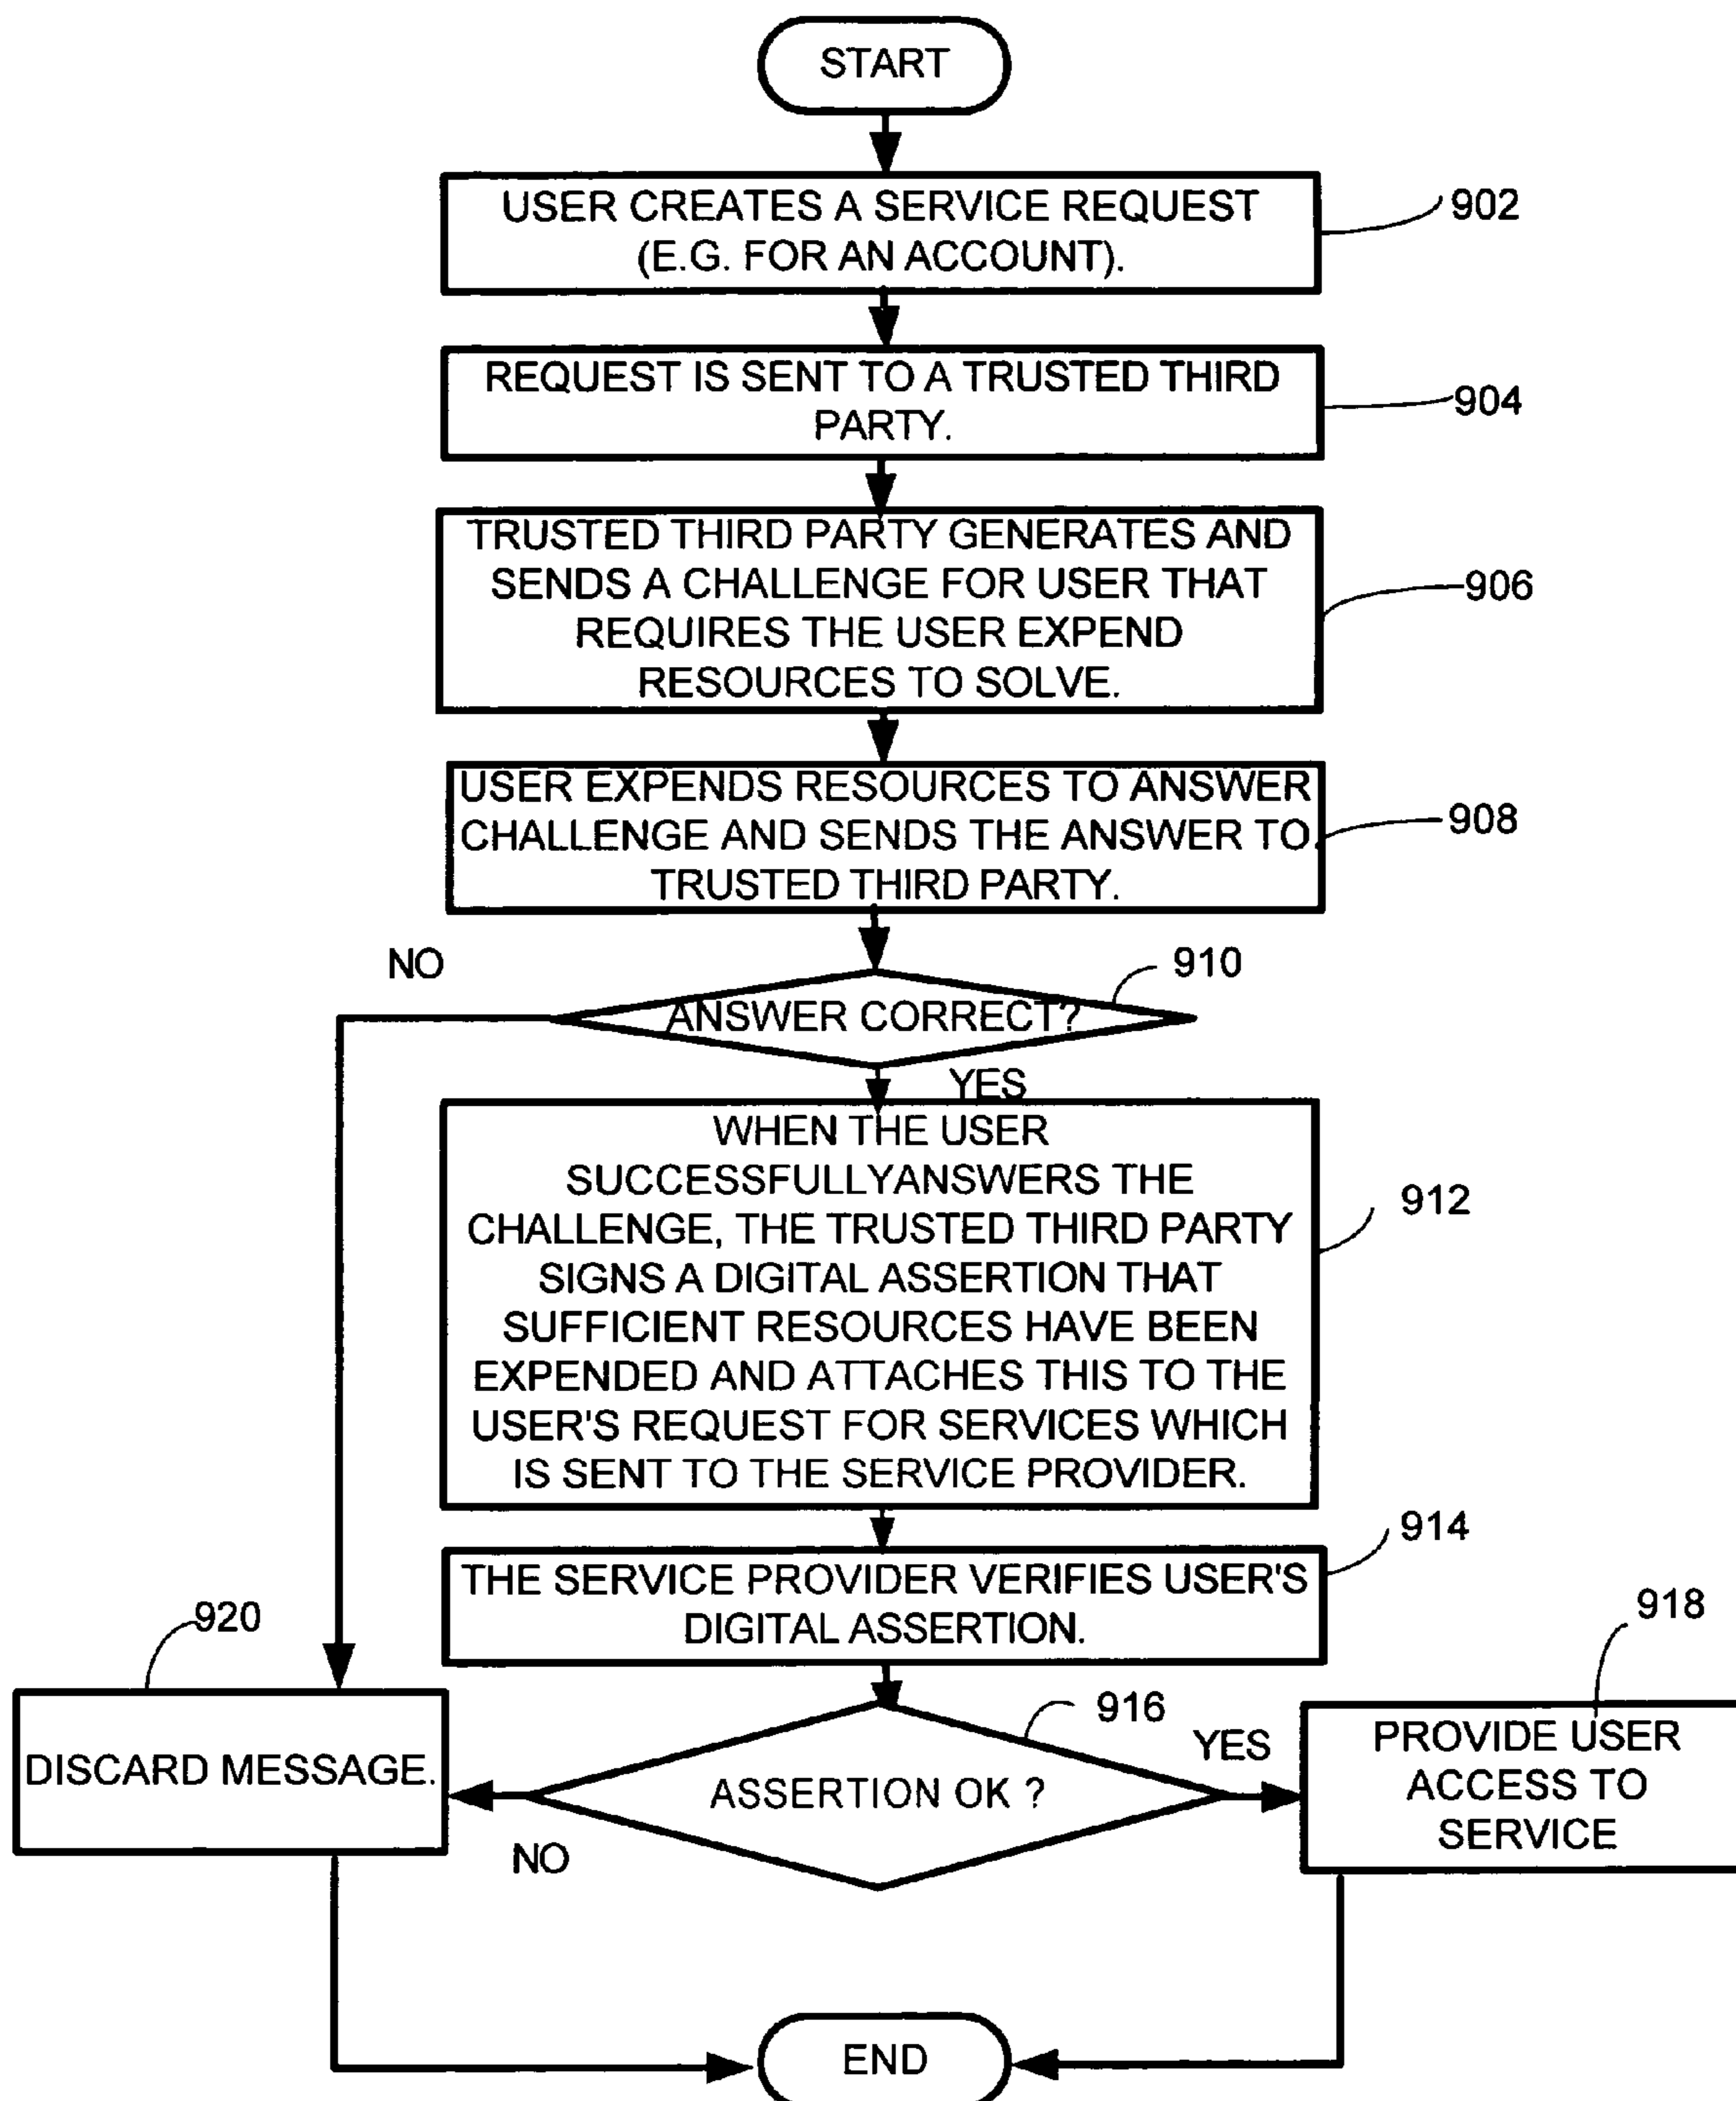 START
USER CREATES A SERVICE REQUEST
(E.G. FOR AN ACCOUNT).
902
REQUEST IS SENT TO A TRUSTED THIRD
PARTY.
904
TRUSTED THIRD PARTY GENERATES AND
SENDS A CHALLENGE FOR USER THAT
REQUIRES THE USER EXPEND
RESOURCES TO SOLVE.
906
USER EXPENDS RESOURCES TO ANSWER
CHALLENGE AND SENDS THE ANSWER TO
TRUSTED THIRD PARTY.
908
NO
910
ANSWER CORRECT?
YES
WHEN THE USER
SUCCESSFULLYANSWERS THE
CHALLENGE, THE TRUSTED THIRD PARTY
SIGNS A DIGITAL ASSERTION THAT
SUFFICIENT RESOURCES HAVE BEEN
EXPENDED AND ATTACHES THIS TO THE
USER'S REQUEST FOR SERVICES WHICH
IS SENT TO THE SERVICE PROVIDER.
912
THE SERVICE PROVIDER VERIFIES USER'S
DIGITAL ASSERTION.
914
920
DISCARD MESSAGE.
916
ASSERTION OK ?
YES
NO
918
PROVIDE USER
ACCESS TO
SERVICE
END